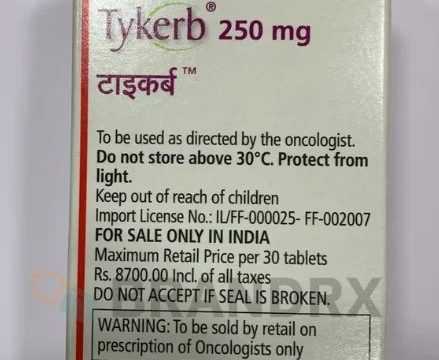 Tykerb® 250 mg
टाइकर्ब ™
To be used as directed by the oncologist.
Do not store above 30°C. Protect from
light.
Keep out of reach of children
Import License No.: IL/FF-000025- FF-002007
FOR SALE ONLY IN INDIA
Maximum Retail Price per 30 tablets
Rs. 8700.00 Incl. of all taxes
BRANDRX
DO NOT ACCEPT IF SEAL IS BROKEN.
WARNING: To be sold by retail on
prescription of Oncologists only